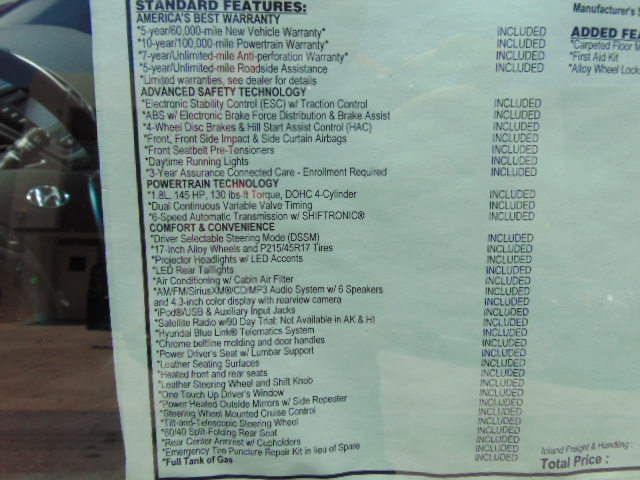 STANDARD FEATURES:
Manufacturer's
AMERICA'S BEST WARRANTY
*5-year/60,000-mile New Vehicle Warranty* INCLUDED
*10-year/100,000-mile Powertrain Warranty* INCLUDED
*7-year/Unlimited-mile Anti-perforation Warranty* INCLUDED
*5-year/Unlimited-mile Roadside Assistance INCLUDED
*Limited warranties, see dealer for details
ADDED
*Carpeted Floor
*First Aid Kit
*Alloy Wheel Locks
ADVANCED SAFETY TECHNOLOGY
*Electronic Stability Control (ESC) w/ Traction Control INCLUDED
*ABS w/ Electronic Brake Force Distribution & Brake Assist INCLUDED
*4-Wheel Disc Brakes & Hill Start Assist Control (HAC) INCLUDED
*Front, Front Side Impact & Side Curtain Airbags INCLUDED
*Front Seatbelt Pre-Tensioners INCLUDED
*Daytime Running Lights INCLUDED
*3-Year Assurance Connected Care - Enrollment Required INCLUDED
POWERTRAIN TECHNOLOGY
*1.8L, 145 HP, 130 lbs-ft Torque, DOHC 4-Cylinder INCLUDED
*Dual Continuous Variable Valve Timing INCLUDED
*6-Speed Automatic Transmission w/ SHIFTRONIC® INCLUDED
COMFORT & CONVENIENCE
*Driver Selectable Steering Mode (DSSM) INCLUDED
*17-inch Alloy Wheels and P215/45R17 Tires INCLUDED
*Projector Headlights w/ LED Accents INCLUDED
*LED Rear Taillights INCLUDED
*Air Conditioning w/ Cabin Air Filter INCLUDED
*AM/FM/SiriusXM®/CD/MP3 Audio System w/ 6 Speakers INCLUDED
and 4.3-inch color display with rearview camera INCLUDED
*iPod®/USB & Auxiliary Input Jacks INCLUDED
*Satellite Radio w/90 Day Trial: Not Available in AK & HI INCLUDED
*Hyundai Blue Link® Telematics System INCLUDED
*Chrome beltline molding and door handles INCLUDED
*Power Driver's Seat w/ Lumbar Support INCLUDED
*Leather Seating Surfaces INCLUDED
*Heated front and rear seats INCLUDED
*Leather Steering Wheel and Shift Knob INCLUDED
*One Touch Up Driver's Window INCLUDED
*Power Heated Outside Mirrors w/ Side Repeater INCLUDED
*Steering Wheel Mounted Cruise Control INCLUDED
*Tilt-and-Telescopic Steering Wheel INCLUDED
*60/40 Split-Folding Rear Seat INCLUDED
*Rear Center Armrest w/ Cupholders INCLUDED
*Emergency Tire Puncture Repair Kit in lieu of Spare INCLUDED
*Full Tank of Gas INCLUDED
Inland Freight & Handling :
Total Price :